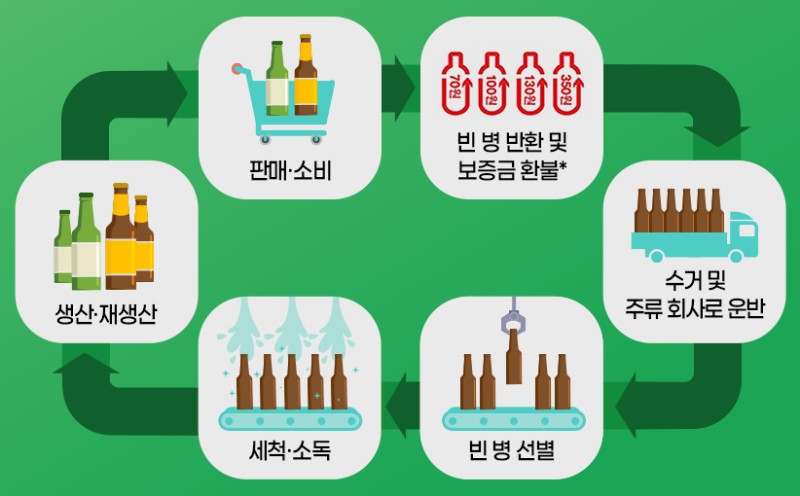 판매·소비
70원
100원
130원
350원
빈 병 반환 및
보증금 환불*
수거 및
주류 회사로 운반
빈 병 선별
세척·소독
생산·재생산